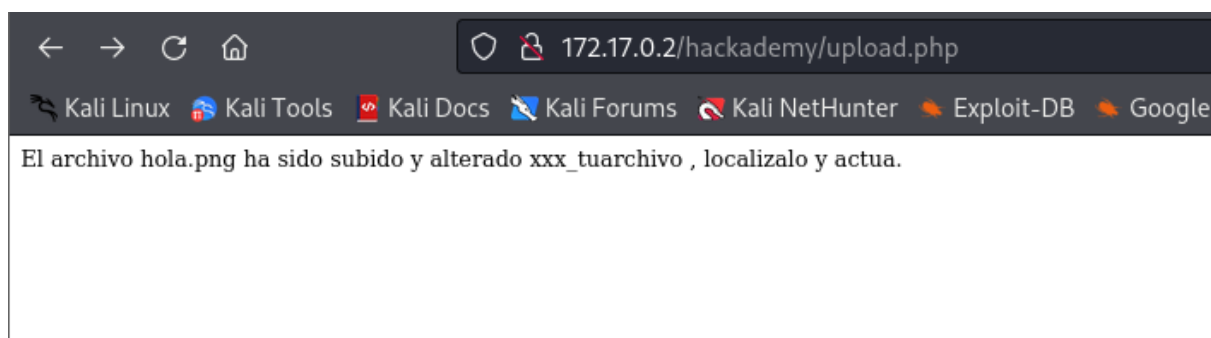 172.17.0.2/hackademy/upload.php
Kali Linux Kali Tools Kali Docs Kali Forums Kali NetHunter Exploit-DB Google
El archivo hola.png ha sido subido y alterado xxx_tuarchivo , localizalo y actua.